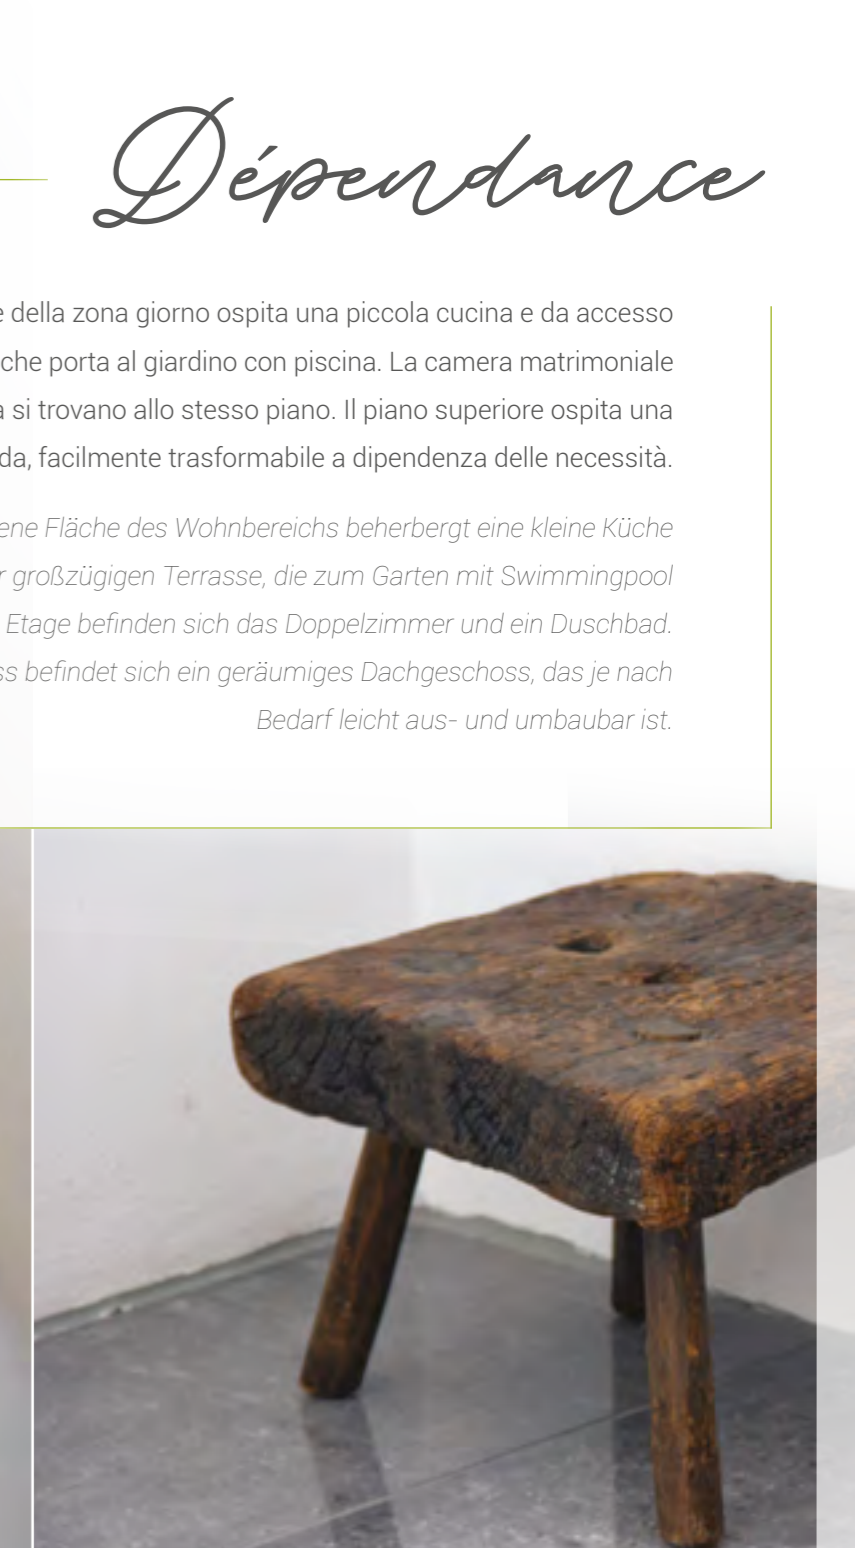 Dépendance
della zona giorno ospita una piccola cucina e da accesso
che porta al giardino con piscina. La camera matrimoniale
si trovano allo stesso piano. Il piano superiore ospita una
facilmente trasformabile a dipendenza delle necessità.
Fläche des Wohnbereichs beherbergt eine kleine Küche
großzügigen Terrasse, die zum Garten mit Swimmingpool
Etage befinden sich das Doppelzimmer und ein Duschbad.
befindet sich ein geräumiges Dachgeschoss, das je nach
Bedarf leicht aus- und umbaubar ist.